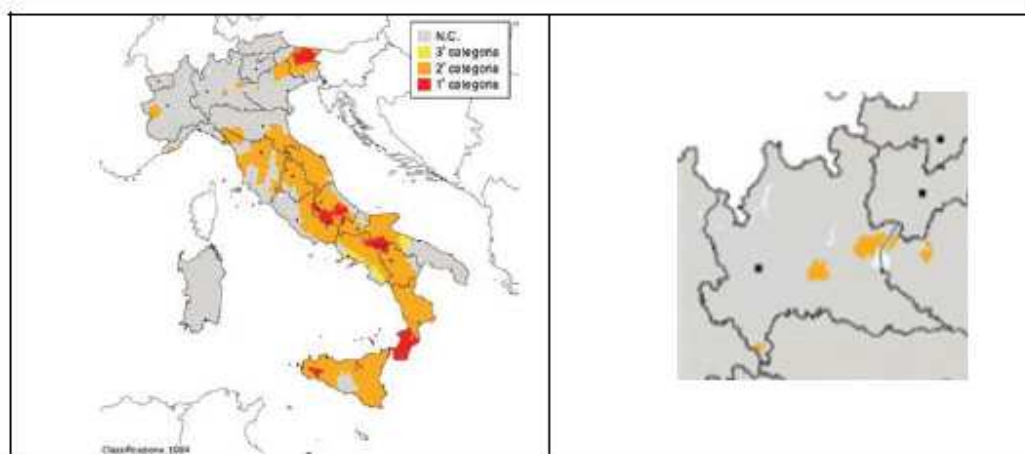 N.C.
3ª categoria
2ª categoria
1ª categoria
Classificazione 1984